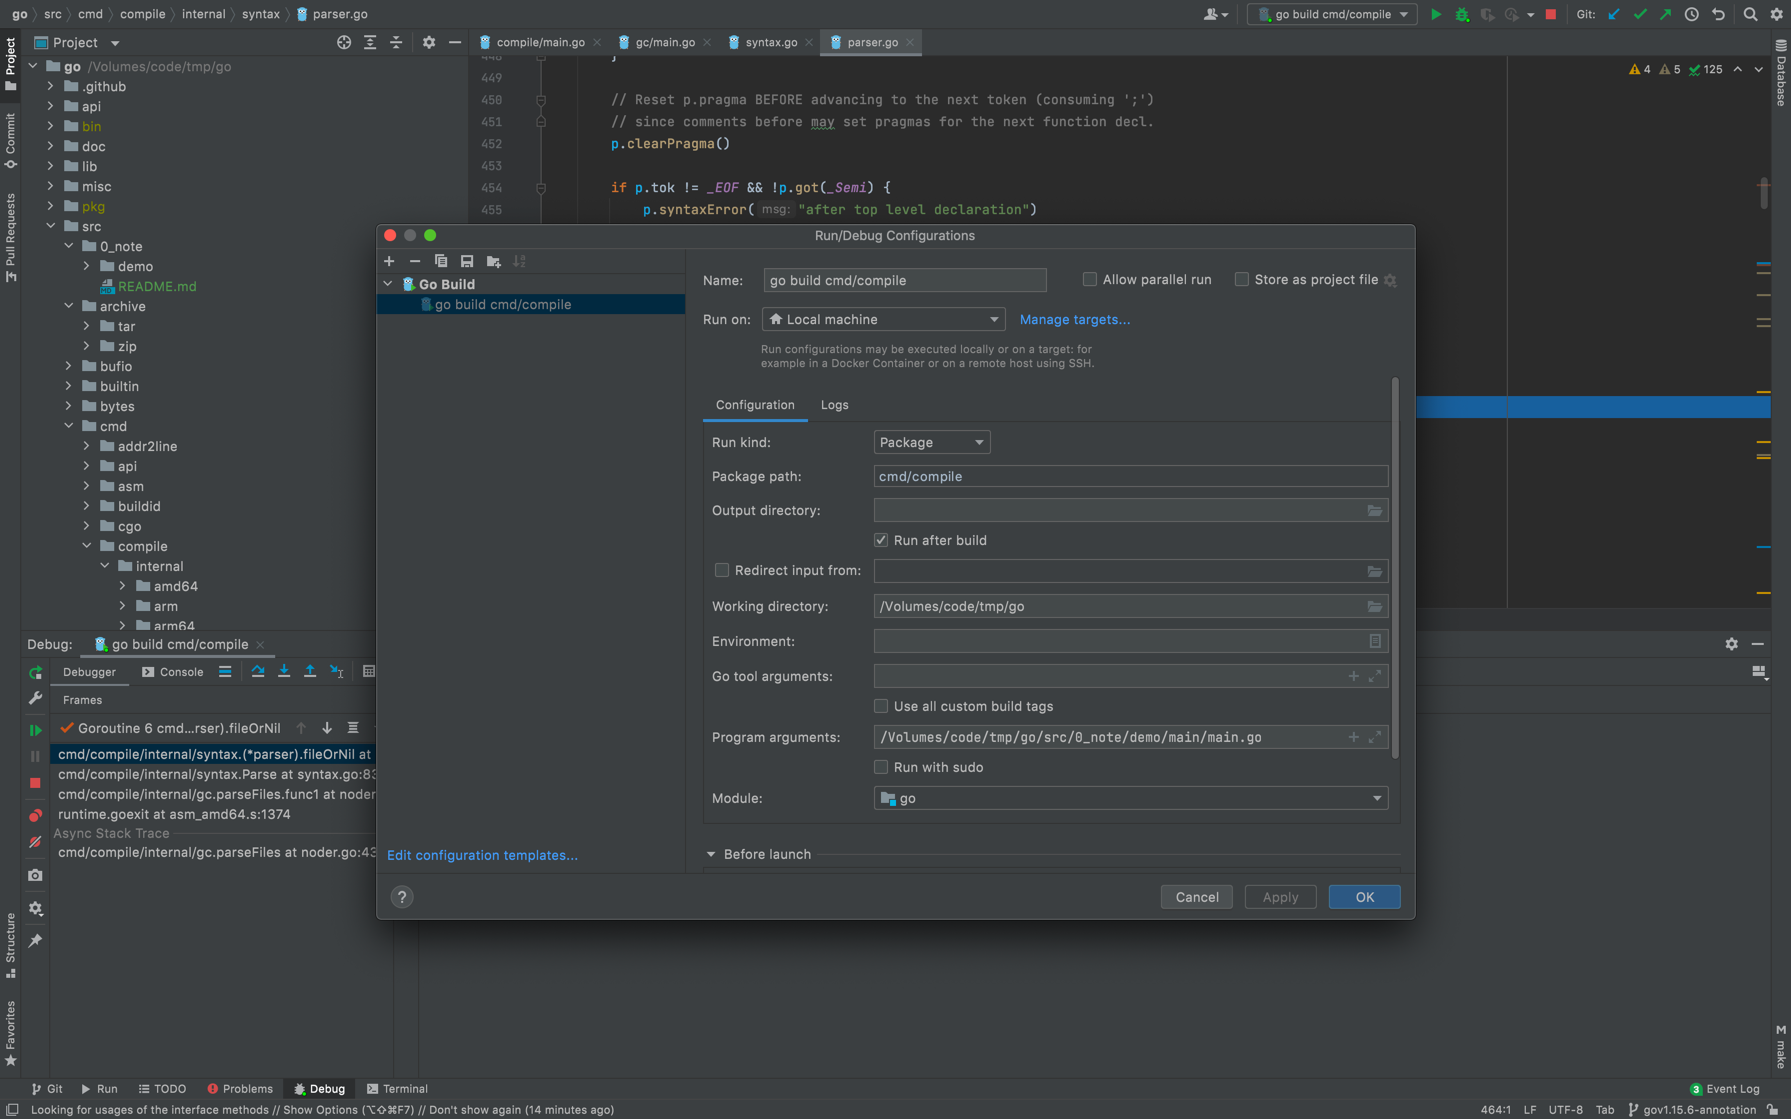 go src cmd compile internal syntax parser.go
go build cmd/compile
Git:
Project
compile/main.go
gc/main.go
syntax.go
parser.go
go /Volumes/code/tmp/go
.github
api
bin
doc
lib
misc
pkg
src
0_note
demo
README.md
archive
tar
zip
bufio
builtin
bytes
cmd
addr2line
api
asm
buildid
cgo
compile
internal
amd64
arm
arm64
Project
Commit
Pull Requests
Structure
Favorites
448 }
449
450 // Reset p.pragma BEFORE advancing to the next token (consuming ';')
451 // since comments before may set pragmas for the next function decl.
452 p.clearPragma()
453
454 if p.tok != _EOF && !p.got(_Semi) {
455 p.syntaxError( msg: "after top level declaration")
4 5 125
Database
make
Run/Debug Configurations
Go Build
go build cmd/compile
Edit configuration templates...
Name: go build cmd/compile
Allow parallel run
Store as project file
Run on: Local machine
Manage targets...
Run configurations may be executed locally or on a target: for
example in a Docker Container or on a remote host using SSH.
Configuration
Logs
Run kind: Package
Package path: cmd/compile
Output directory:
Run after build
Redirect input from:
Working directory: /Volumes/code/tmp/go
Environment:
Go tool arguments:
Use all custom build tags
Program arguments: /Volumes/code/tmp/go/src/0_note/demo/main/main.go
Run with sudo
Module: go
Before launch
?
Cancel
Apply
OK
Debug: go build cmd/compile
Debugger
Console
Frames
Goroutine 6 cmd...rser).fileOrNil
cmd/compile/internal/syntax.(*parser).fileOrNil at
cmd/compile/internal/syntax.Parse at syntax.go:83
cmd/compile/internal/gc.parseFiles.func1 at noder
runtime.goexit at asm_amd64.s:1374
Async Stack Trace
cmd/compile/internal/gc.parseFiles at noder.go:43
Git
Run
TODO
Problems
Debug
Terminal
3 Event Log
Looking for usages of the interface methods // Show Options (⌥⇧⌘F7) // Don't show again (14 minutes ago)
464:1 LF UTF-8 Tab gov1.15.6-annotation